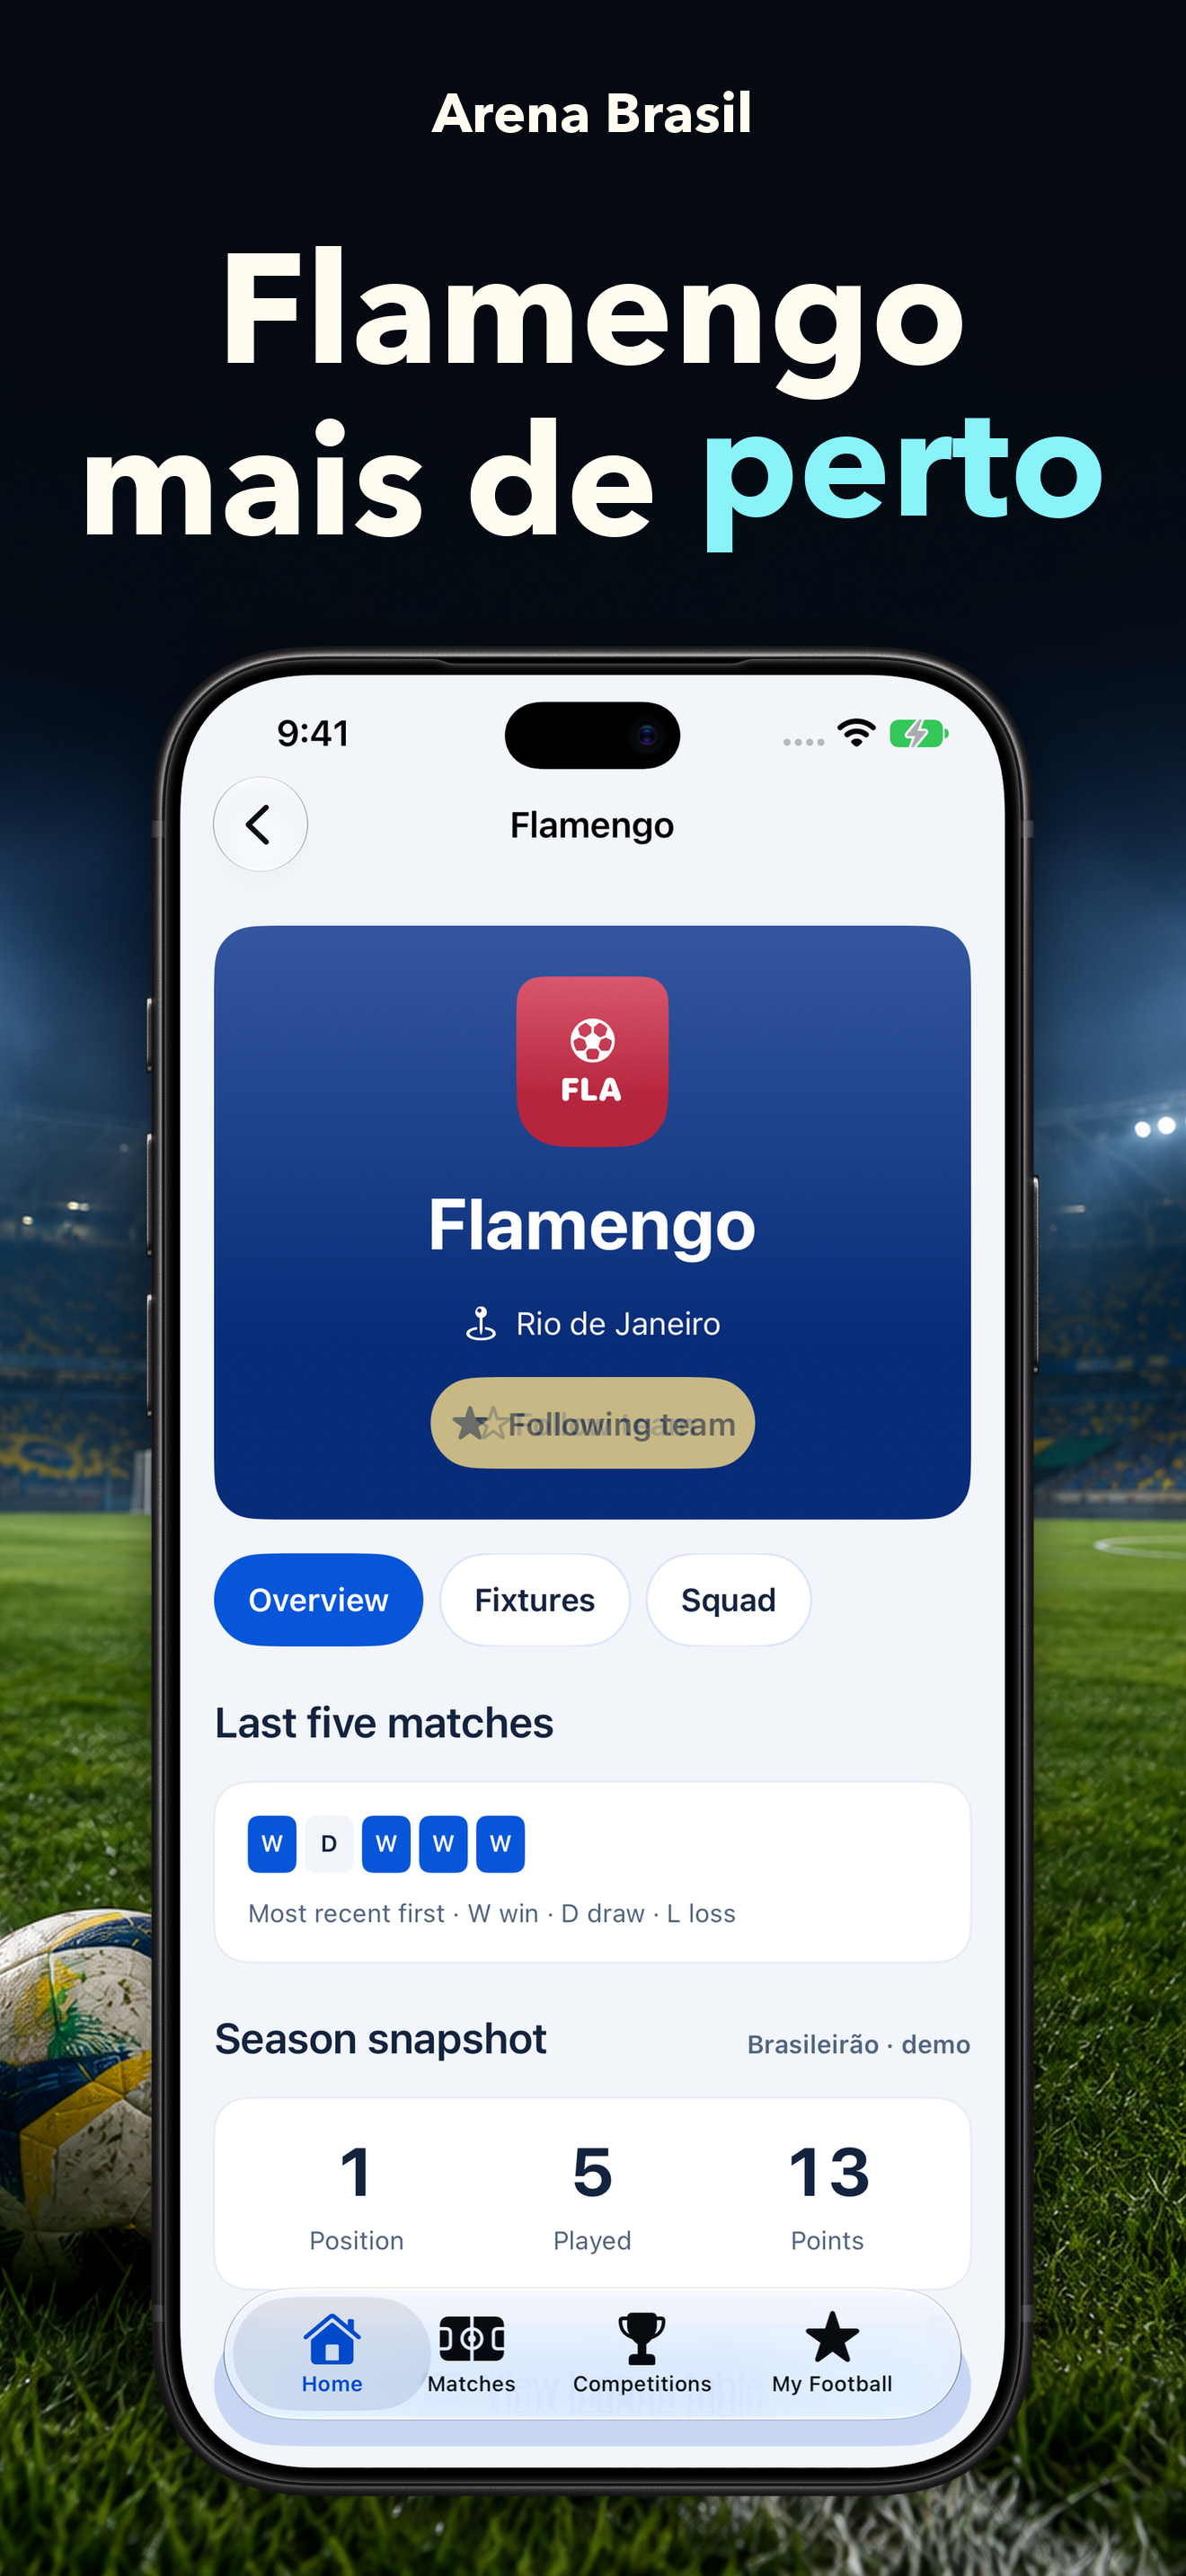 Arena Brasil
Flamengo
mais de perto
9:41
Flamengo
FLA
Flamengo
Rio de Janeiro
Following team
Overview
Fixtures
Squad
Last five matches
W D W W W
Most recent first · W win · D draw · L loss
Season snapshot
Brasileirão · demo
1 5 13
Position Played Points
Home Matches Competitions My Football